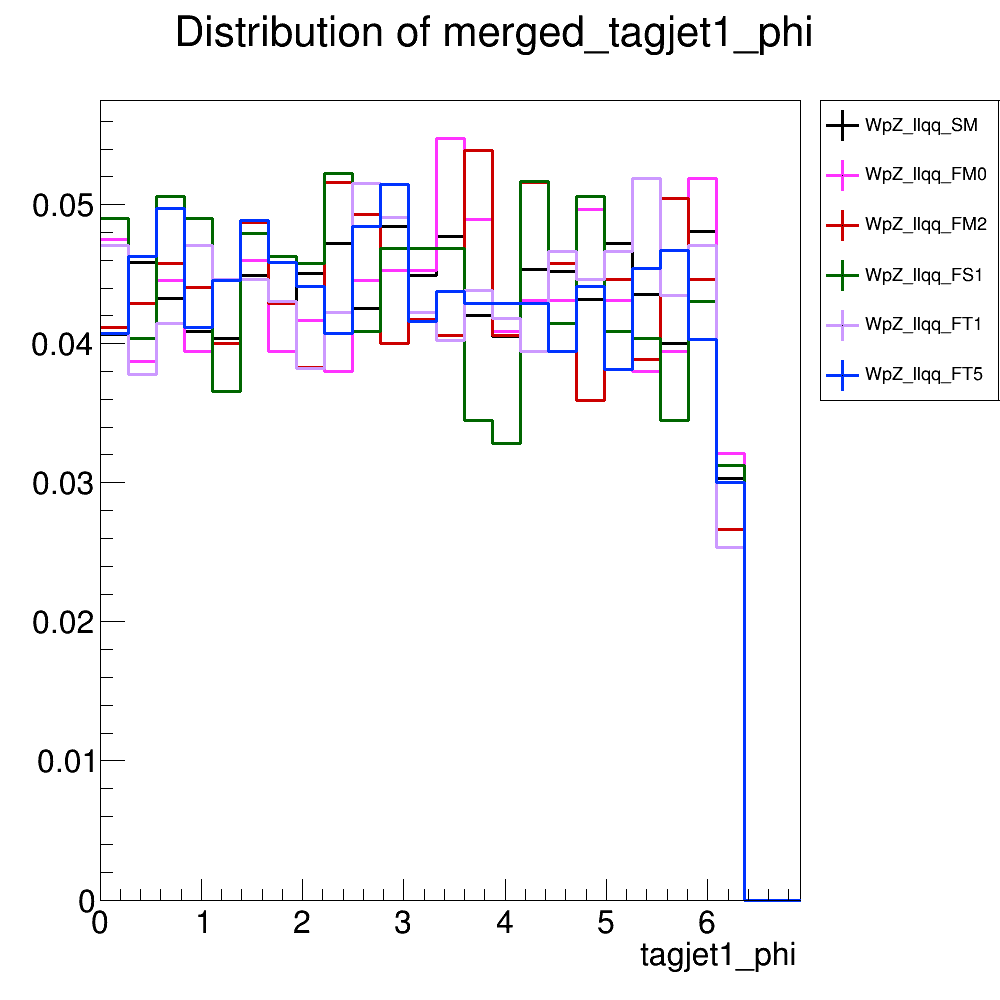 Distribution of merged_tagjet1_phi
0.05
0.04
0.03
0.02
0.01
0
0 1 2 3 4 5 6
tagjet1_phi
WpZ_llqq_SM
WpZ_llqq_FM0
WpZ_llqq_FM2
WpZ_llqq_FS1
WpZ_llqq_FT1
WpZ_llqq_FT5